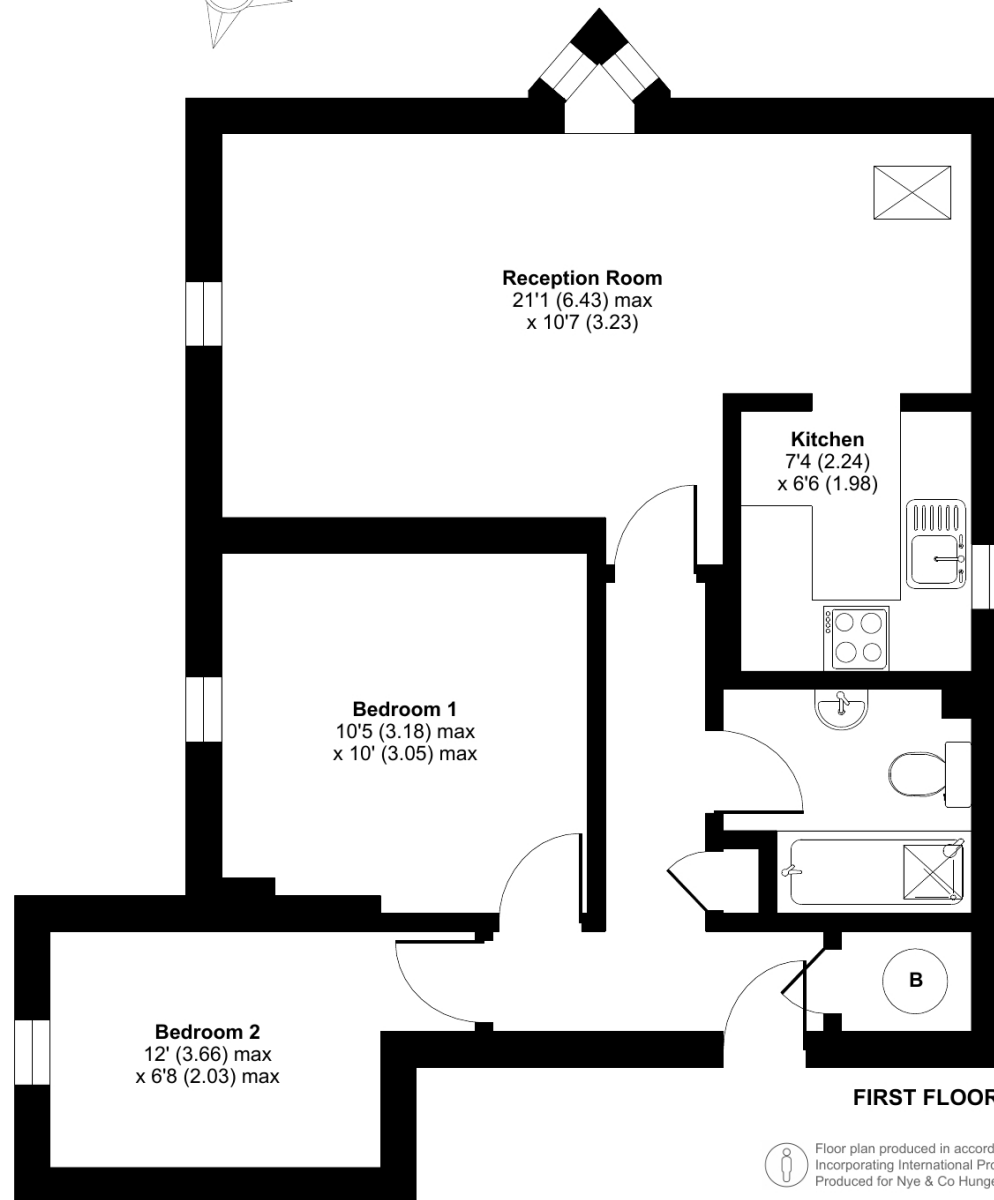 Reception Room
21'1 (6.43) max
x 10'7 (3.23)
Kitchen
7'4 (2.24)
x 6'6 (1.98)
Bedroom 1
10'5 (3.18) max
x 10' (3.05) max
B
Bedroom 2
12' (3.66) max
x 6'8 (2.03) max
FIRST FLOOR
Floor plan produced in accord
Incorporating International Pro
Produced for Nye & Co Hunge